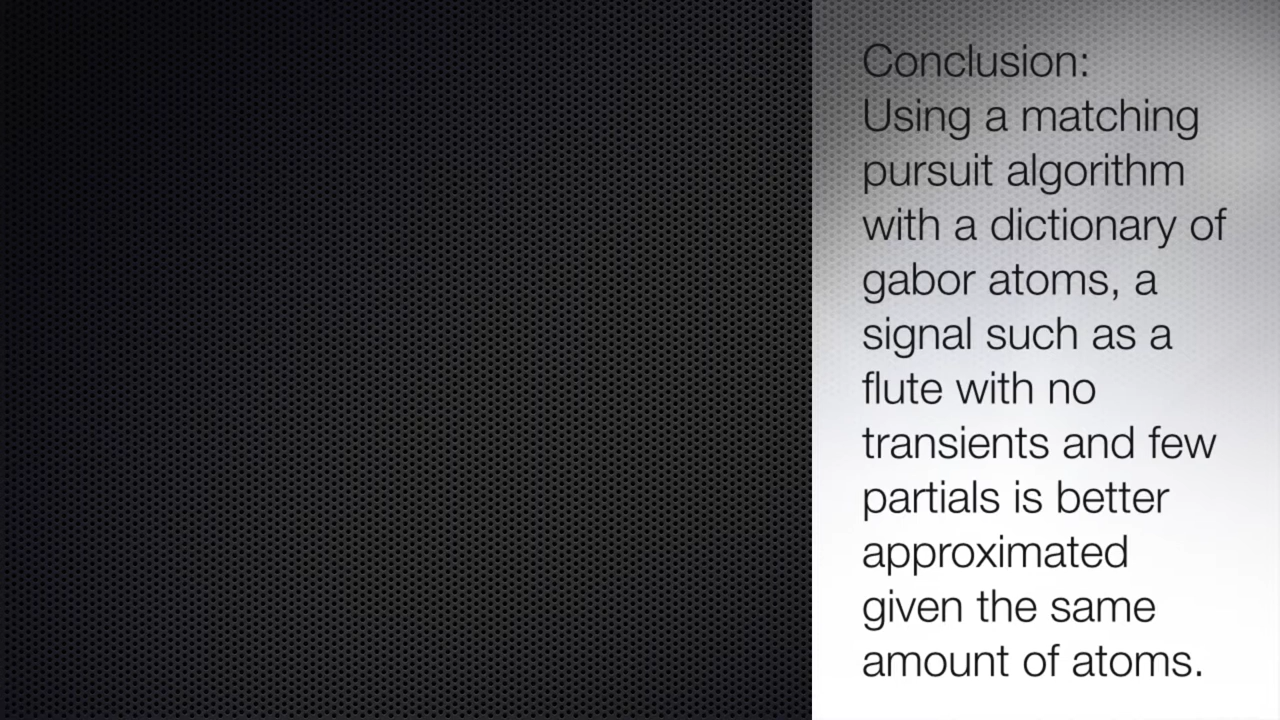 Conclusion:
Using a matching
pursuit algorithm
with a dictionary of
gabor atoms, a
signal such as a
flute with no
transients and few
partials is better
approximated
given the same
amount of atoms.